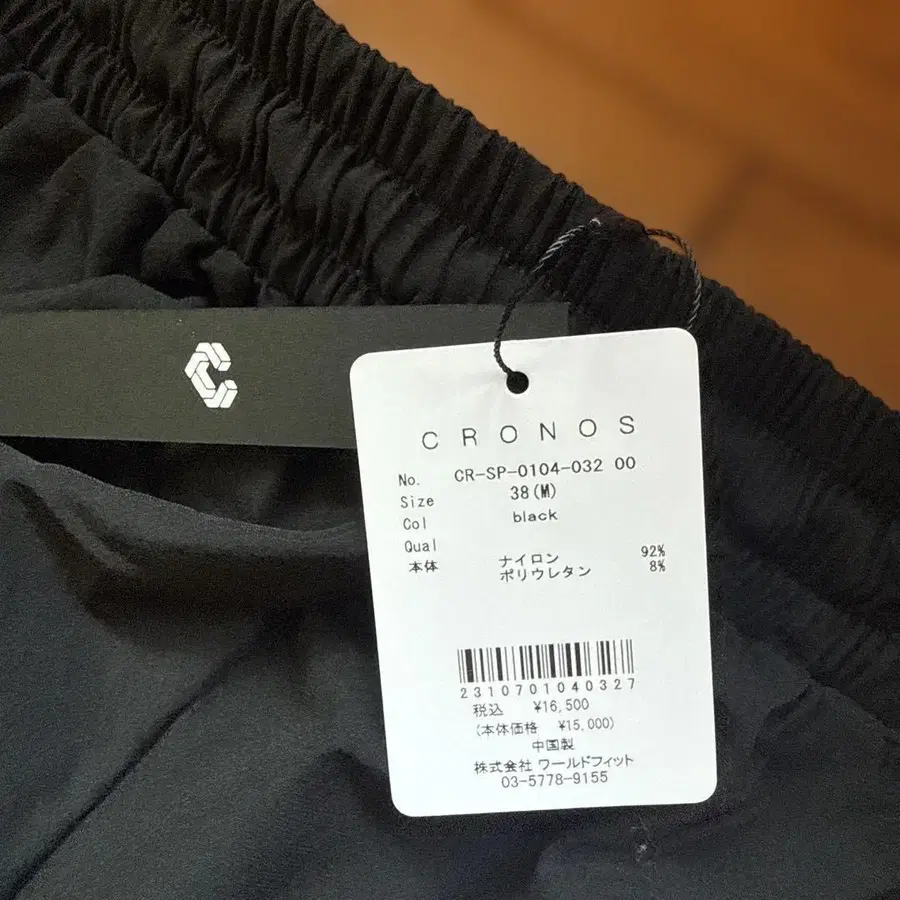 CRONOS
No. CR-SP-0104-032 00
Size 38(M)
Col black
Qual
本体 ナイロン 92%
ポリウレタン 8%
2310701040327
税込 ¥16,500
(本体価格 ¥15,000)
中国製
株式会社 ワールドフィット
03-5778-9155